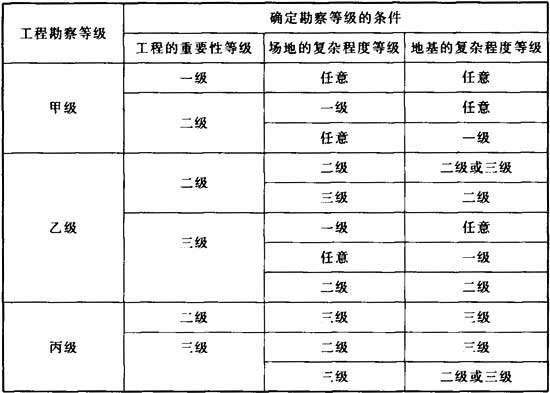 工程勘察等级 确定勘察等级的条件
工程的重要性等级 场地的复杂程度等级 地基的复杂程度等级
甲级 一级 任意 任意
二级 一级 任意
任意 一级
乙级 二级 二级 二级或三级
三级 二级
三级 一级 任意
任意 一级
二级 二级
丙级 二级 三级 三级
三级 二级 三级
三级 二级或三级